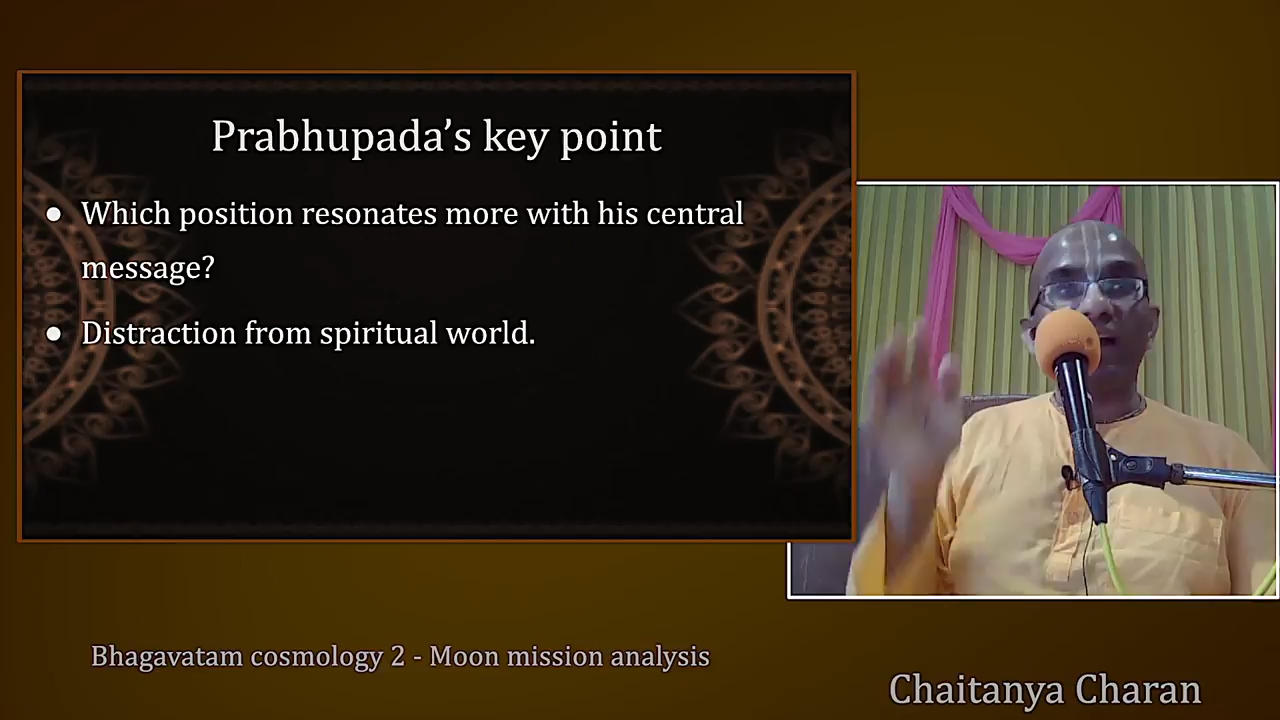 Prabhupada’s key point
● Which position resonates more with his central
message?
● Distraction from spiritual world.
Bhagavatam cosmology 2 - Moon mission analysis
Chaitanya Charan